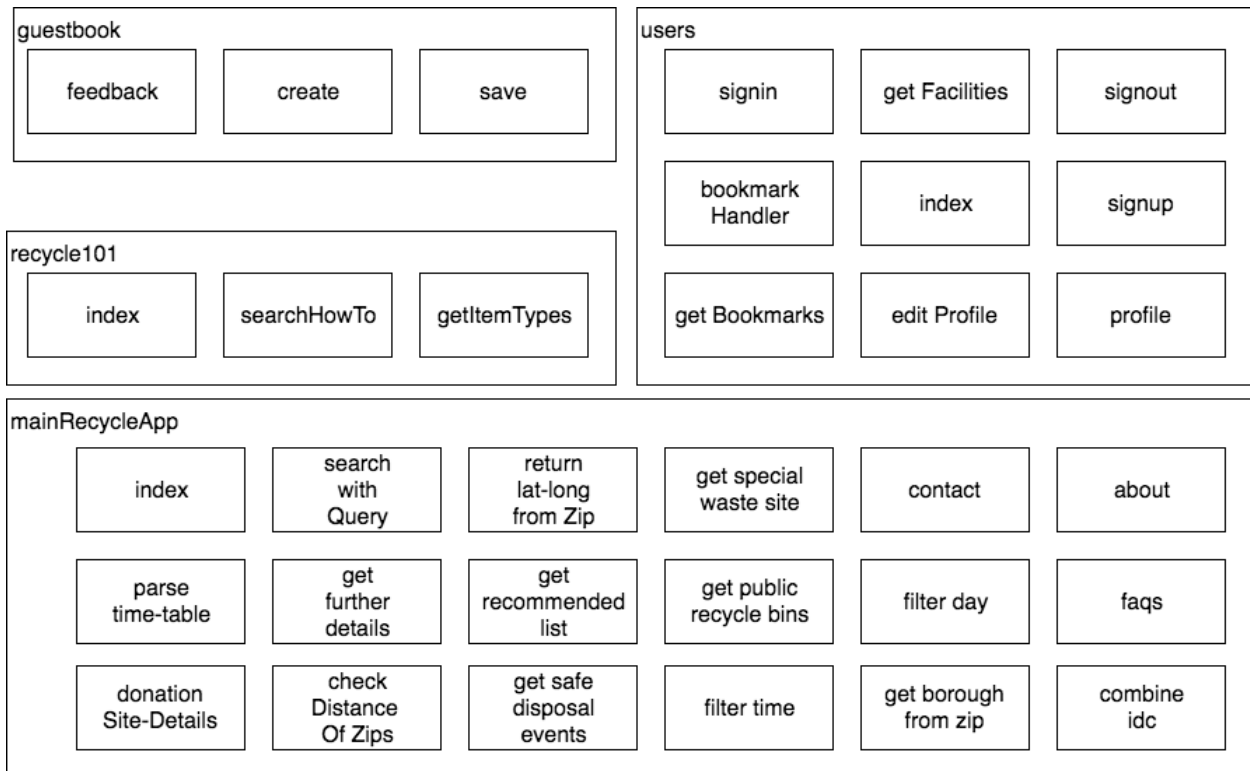 guestbook
feedback
create
save
users
signin
get Facilities
signout
bookmark
Handler
index
signup
get Bookmarks
edit Profile
profile
recycle101
index
searchHowTo
getItemTypes
mainRecycleApp
index
search
with
Query
return
lat-long
from Zip
get special
waste site
contact
about
parse
time-table
get
further
details
get
recommended
list
get public
recycle bins
filter day
faqs
donation
Site-Details
check
Distance
Of Zips
get safe
disposal
events
filter time
get borough
from zip
combine
idc